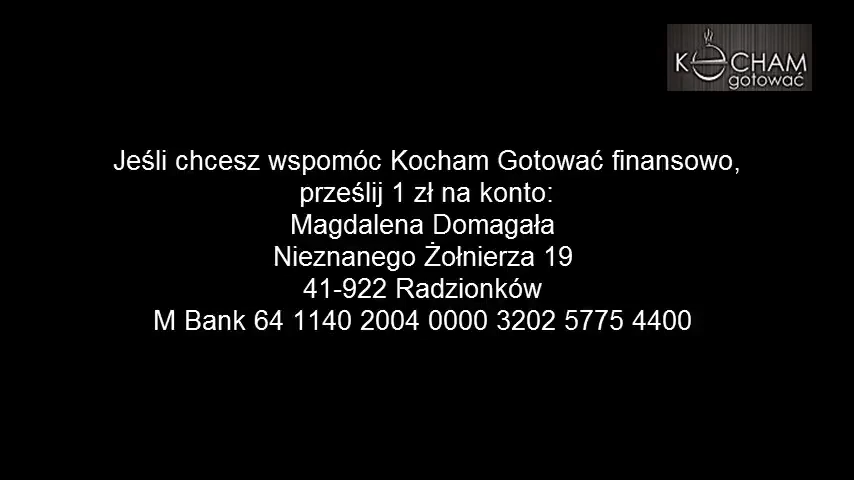 KOCHAM
gotować
Jeśli chcesz wspomóc Kocham Gotować finansowo,
prześlij 1 zł na konto:
Magdalena Domagała
Nieznanego Żołnierza 19
41-922 Radzionków
M Bank 64 1140 2004 0000 3202 5775 4400